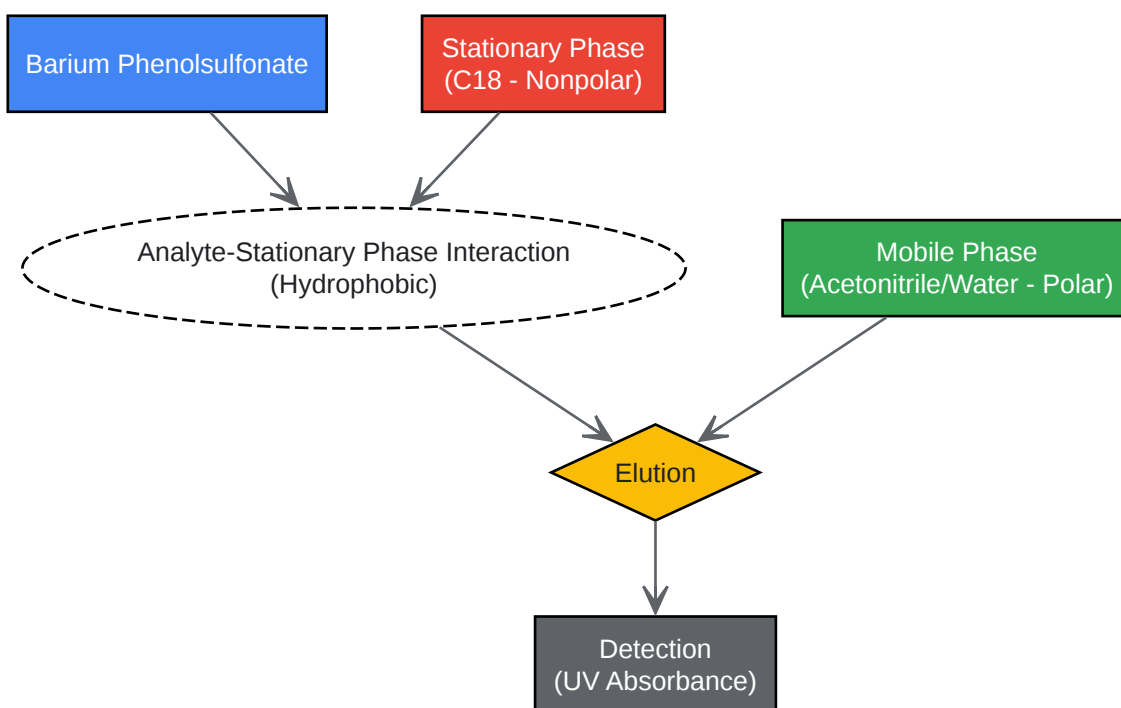 Barium Phenolsulfonate
Stationary Phase
(C18 - Nonpolar)
Analyte-Stationary Phase Interaction
(Hydrophobic)
Mobile Phase
(Acetonitrile/Water - Polar)
Elution
Detection
(UV Absorbance)